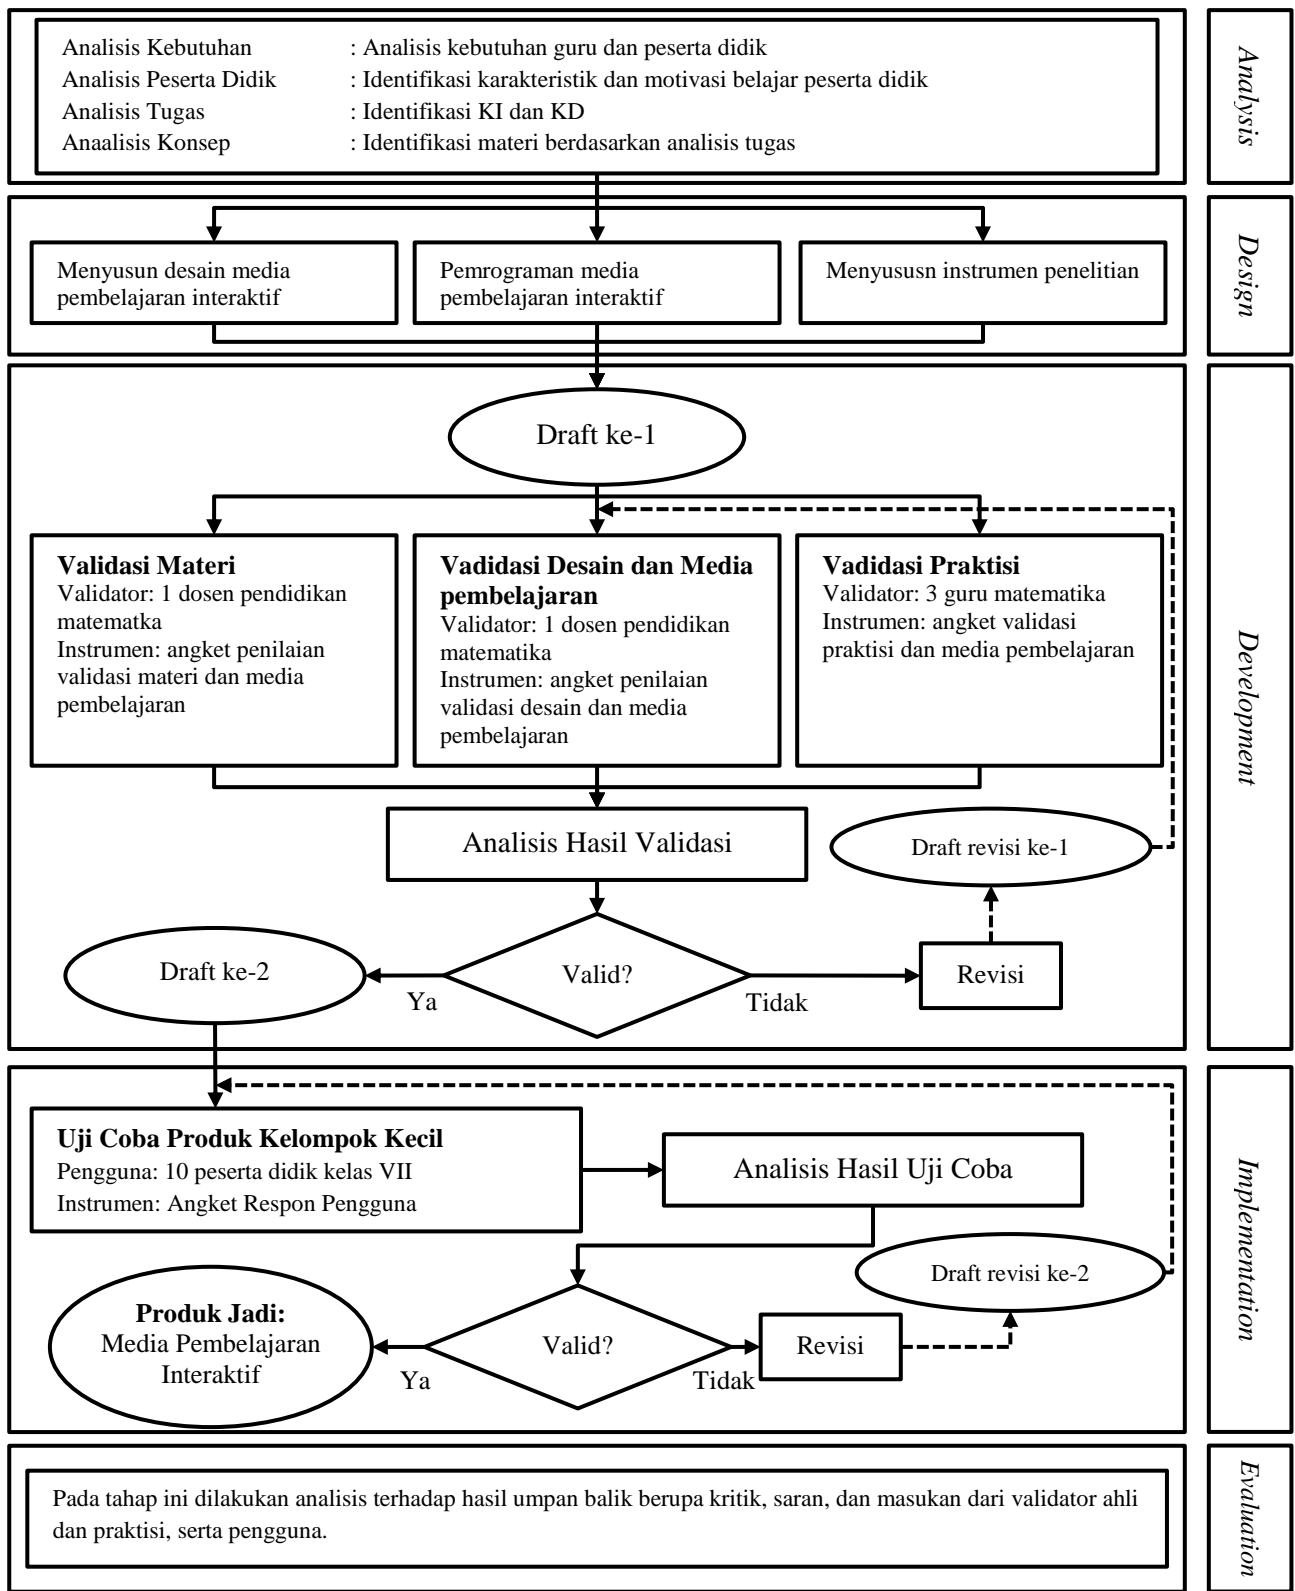 Analisis Kebutuhan : Analisis kebutuhan guru dan peserta didik
Analisis Peserta Didik : Identifikasi karakteristik dan motivasi belajar peserta didik
Analisis Tugas : Identifikasi KI dan KD
Anaalisis Konsep : Identifikasi materi berdasarkan analisis tugas
Analysis
Menyusun desain media
pembelajaran interaktif
Pemrograman media
pembelajaran interaktif
Menyususn instrumen penelitian
Design
Draft ke-1
Validasi Materi
Validator: 1 dosen pendidikan
matematka
Instrumen: angket penilaian
validasi materi dan media
pembelajaran
Vadidasi Desain dan Media
pembelajaran
Validator: 1 dosen pendidikan
matematika
Instrumen: angket penilaian
validasi desain dan media
pembelajaran
Vadidasi Praktisi
Validator: 3 guru matematika
Instrumen: angket validasi
praktisi dan media pembelajaran
Development
Analisis Hasil Validasi
Draft revisi ke-1
Draft ke-2
Ya
Valid?
Tidak
Revisi
Uji Coba Produk Kelompok Kecil
Pengguna: 10 peserta didik kelas VII
Instrumen: Angket Respon Pengguna
Analisis Hasil Uji Coba
Implementation
Draft revisi ke-2
Produk Jadi:
Media Pembelajaran
Interaktif
Ya
Valid?
Tidak
Revisi
Pada tahap ini dilakukan analisis terhadap hasil umpan balik berupa kritik, saran, dan masukan dari validator ahli
dan praktisi, serta pengguna.
Evaluation